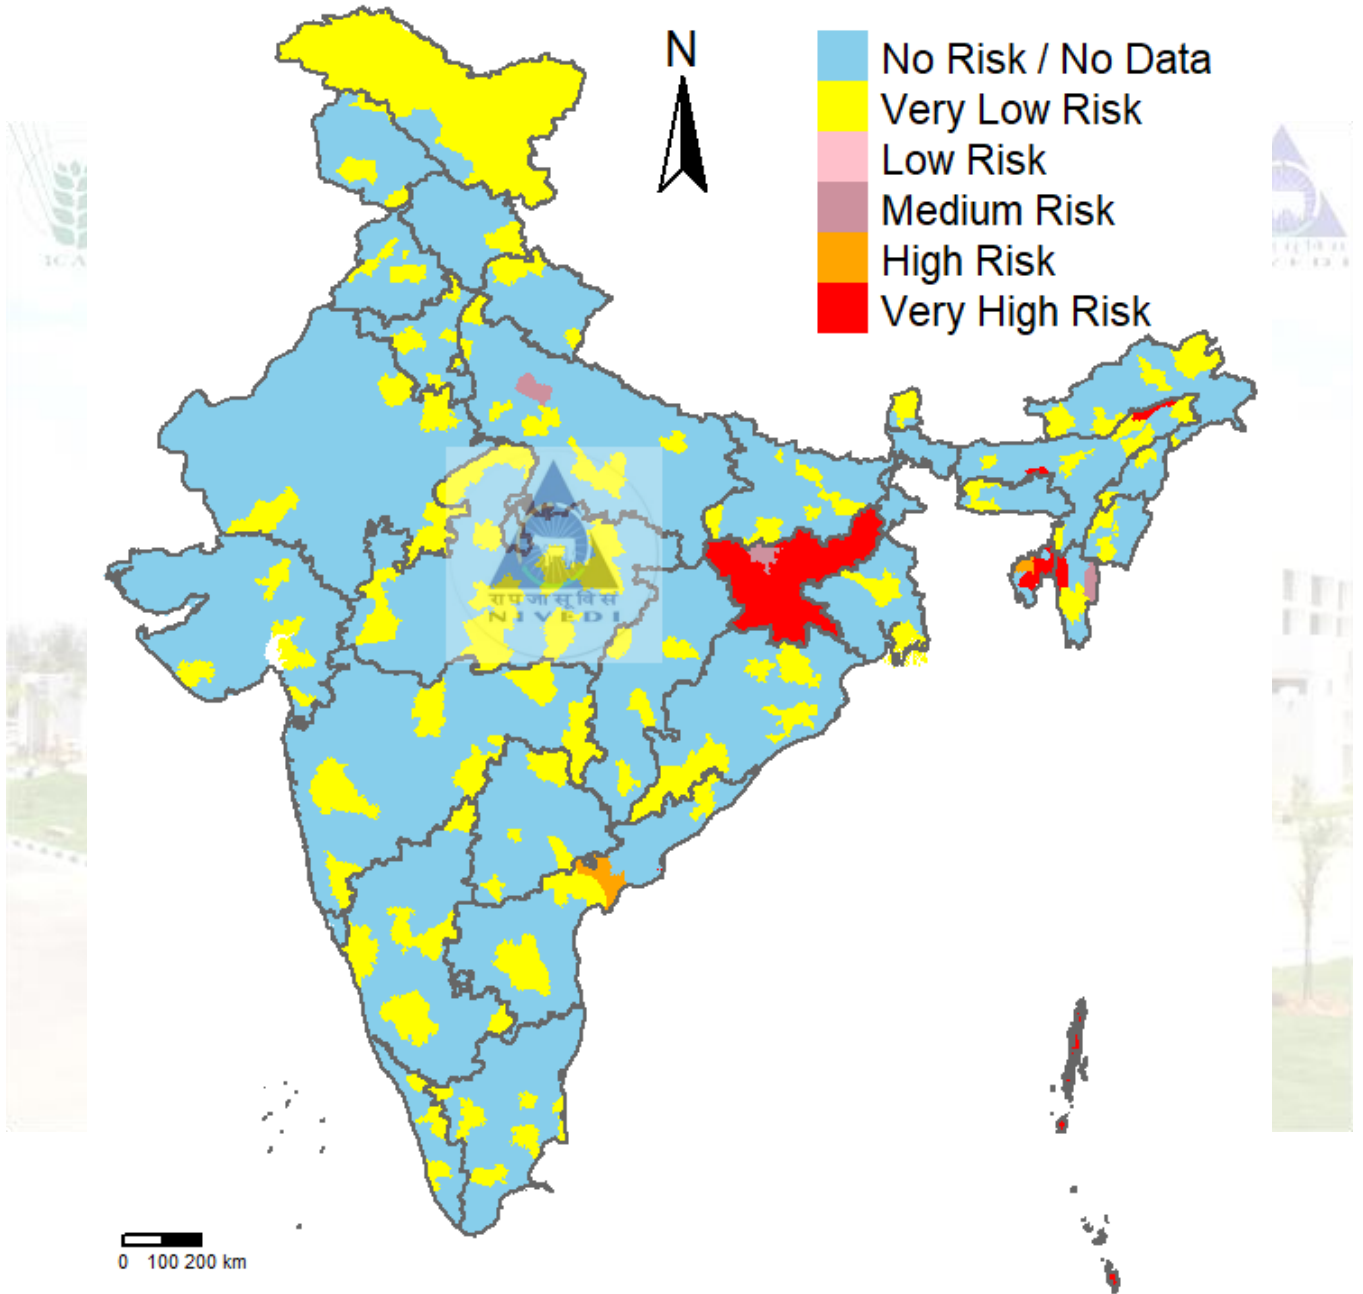 N
No Risk / No Data
Very Low Risk
Low Risk
Medium Risk
High Risk
Very High Risk
रा प जा सू वि सं
NIVEDI
0 100 200 km